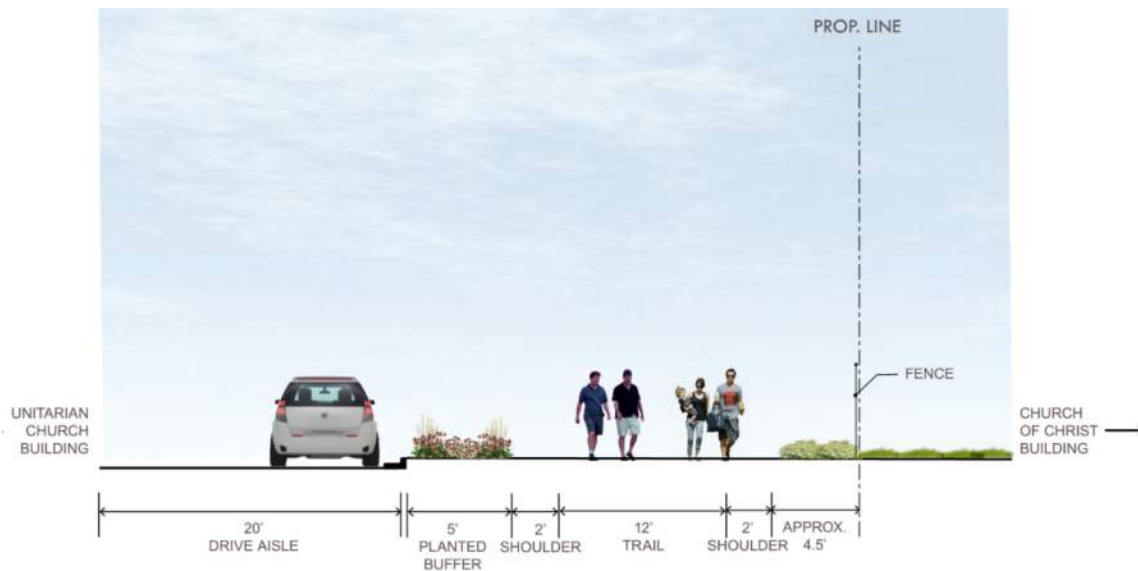 PROP. LINE
FENCE
UNITARIAN
CHURCH
BUILDING
CHURCH
OF CHRIST
BUILDING
20'
DRIVE AISLE
5'
PLANTED
BUFFER
2'
SHOULDER
12'
TRAIL
2'
SHOULDER
APPROX.
4.5'